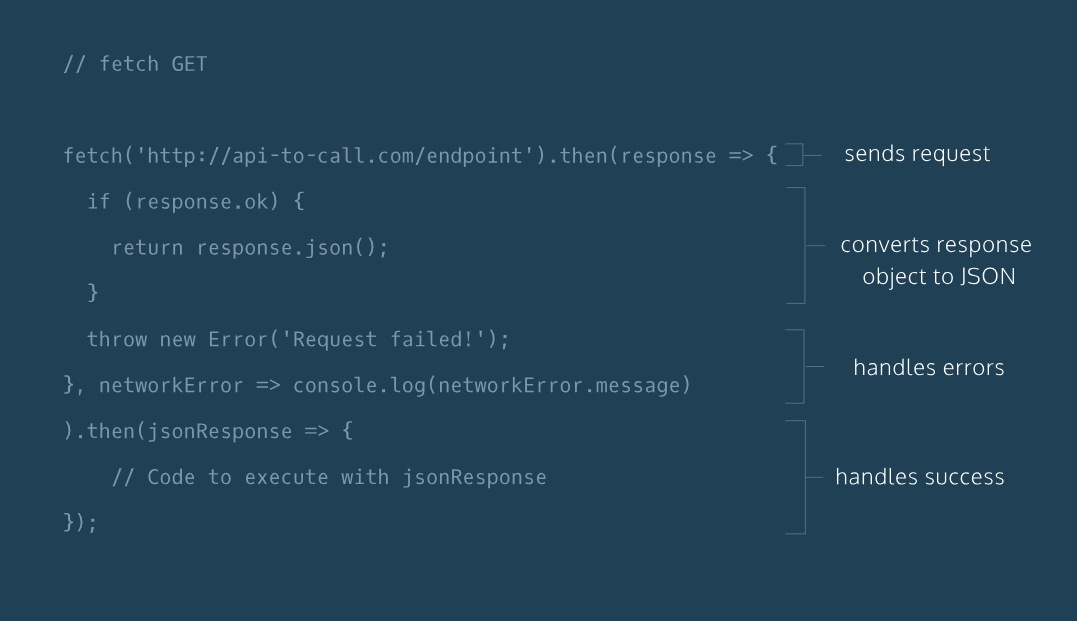 // fetch GET
fetch('http://api-to-call.com/endpoint').then(response => {
sends request
  if (response.ok) {
    return response.json();
  }
converts response
object to JSON
  throw new Error('Request failed!');
}, networkError => console.log(networkError.message)
handles errors
).then(jsonResponse => {
    // Code to execute with jsonResponse
});
handles success